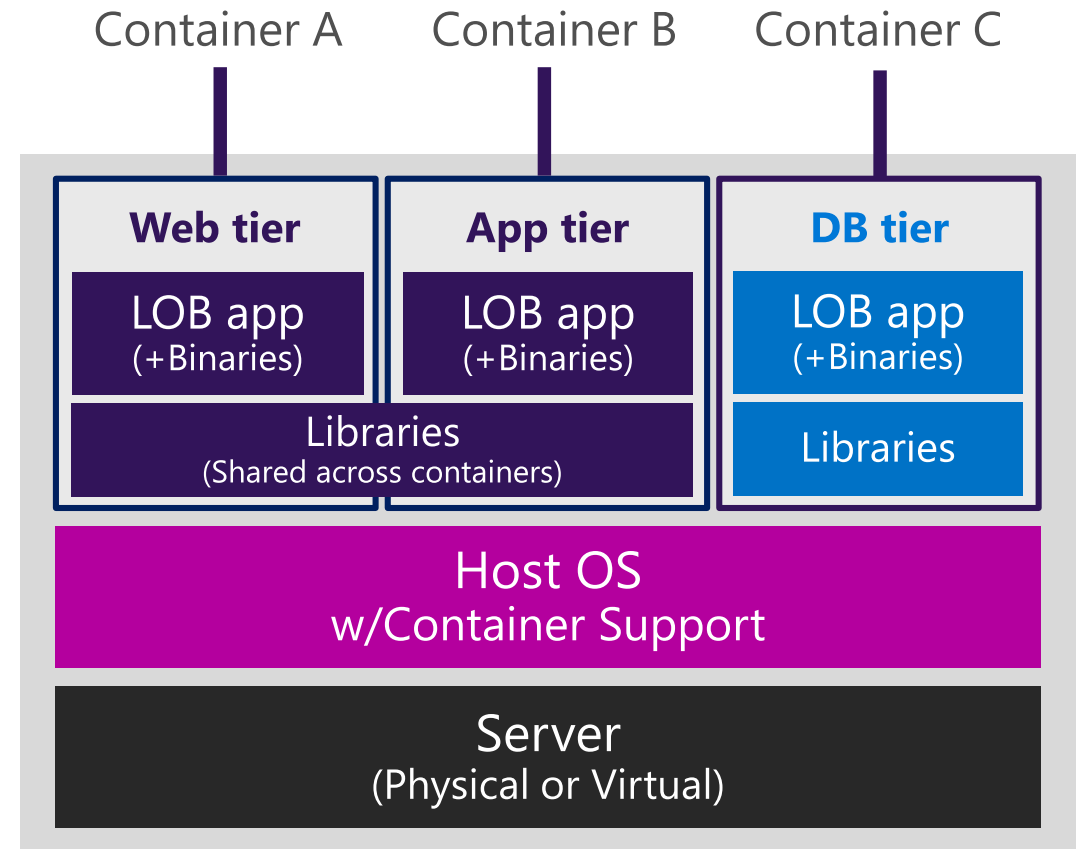 Container A
Container B
Container C
Web tier
App tier
DB tier
LOB app
(+Binaries)
LOB app
(+Binaries)
LOB app
(+Binaries)
Libraries
(Shared across containers)
Libraries
Host OS
w/Container Support
Server
(Physical or Virtual)